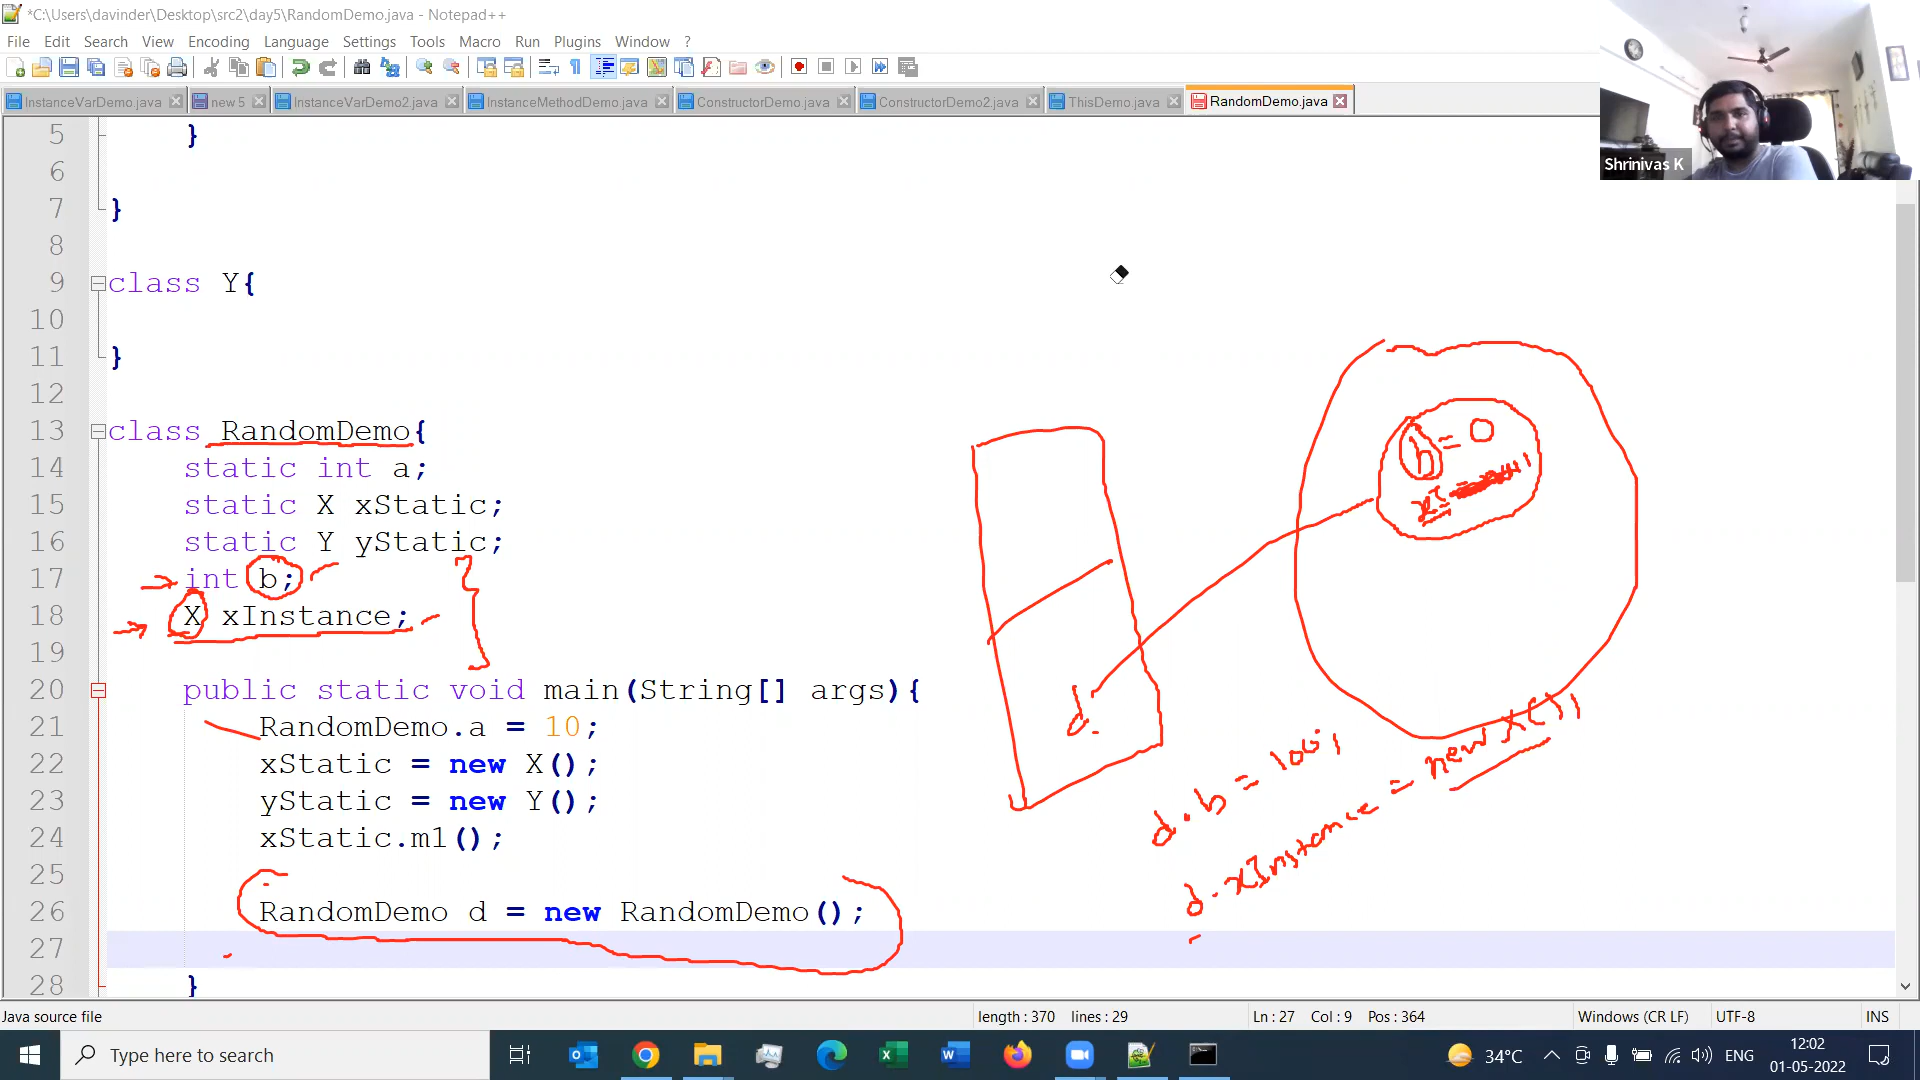 *C:\Users\davinder\Desktop\src2\day5\RandomDemo.java - Notepad++
File Edit Search View Encoding Language Settings Tools Macro Run Plugins Window ?
InstanceVarDemo.java new 5 InstanceVarDemo2.java InstanceMethodDemo.java ConstructorDemo.java ConstructorDemo2.java ThisDemo.java RandomDemo.java
Shrinivas K
5 }
6
7 }
8
9 class Y{
10
11 }
12
13 class RandomDemo{
14 static int a;
15 static X xStatic;
16 static Y yStatic;
17 int b;
18 X xInstance;
19
20 public static void main(String[] args){
21 RandomDemo.a = 10;
22 xStatic = new X();
23 yStatic = new Y();
24 xStatic.m1();
25
26 RandomDemo d = new RandomDemo();
27
28 }
b = 0
xI
d
d.b = 100;
d.xInstance = new X()
Java source file length : 370 lines : 29 Ln : 27 Col : 9 Pos : 364 Windows (CR LF) UTF-8 INS
Type here to search
34°C ENG 12:02
01-05-2022